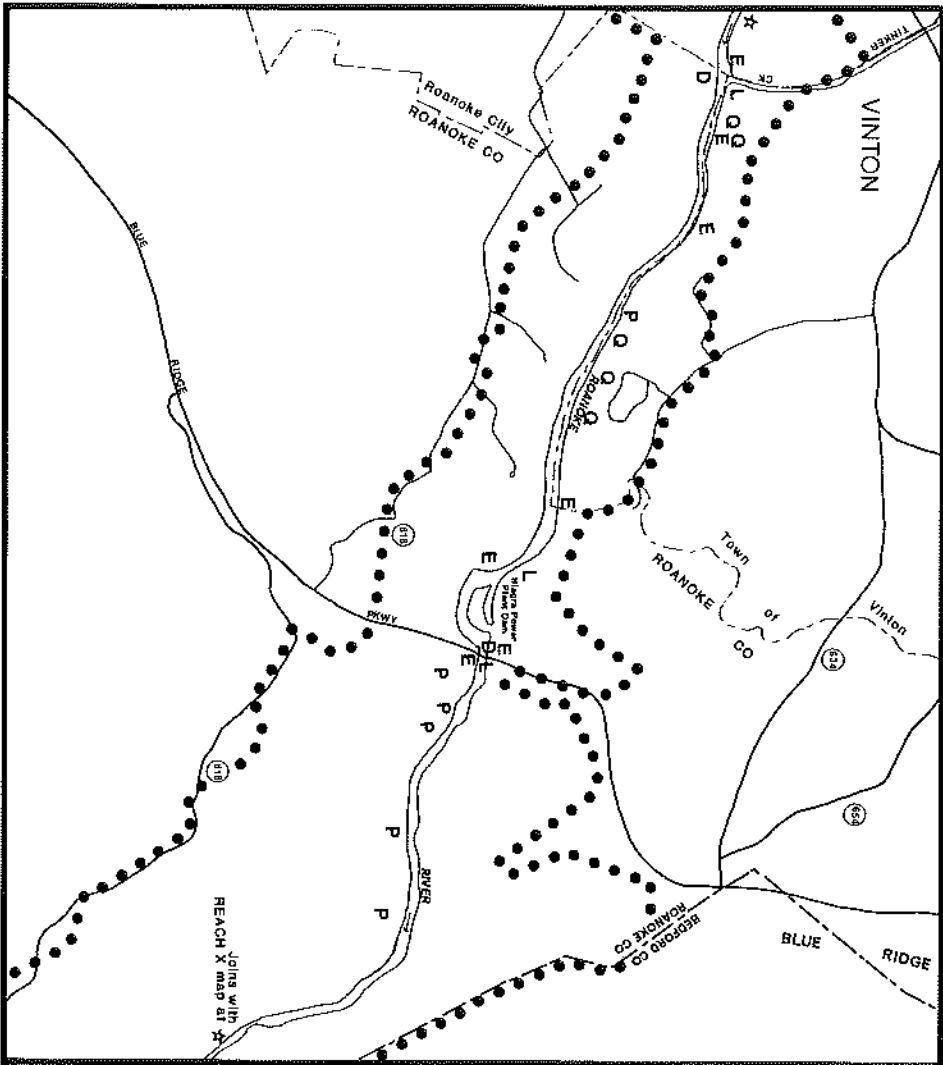 TINKER
CK
VINTON
E
D
L
Q
Q
E
E
Roanoke City
ROANOKE CO
BLUE
RIDGE
PKWY
P
Q
Q
Q
ROANOKE
E
Town
of
Vinton
ROANOKE
CO
618
E
L
Niagra Power
Plant Dam
E
D
L
E
P
P
P
634
654
618
P
P
RIVER
BEDFORD CO
ROANOKE CO
BLUE
RIDGE
Joins with
REACH X map at ☆